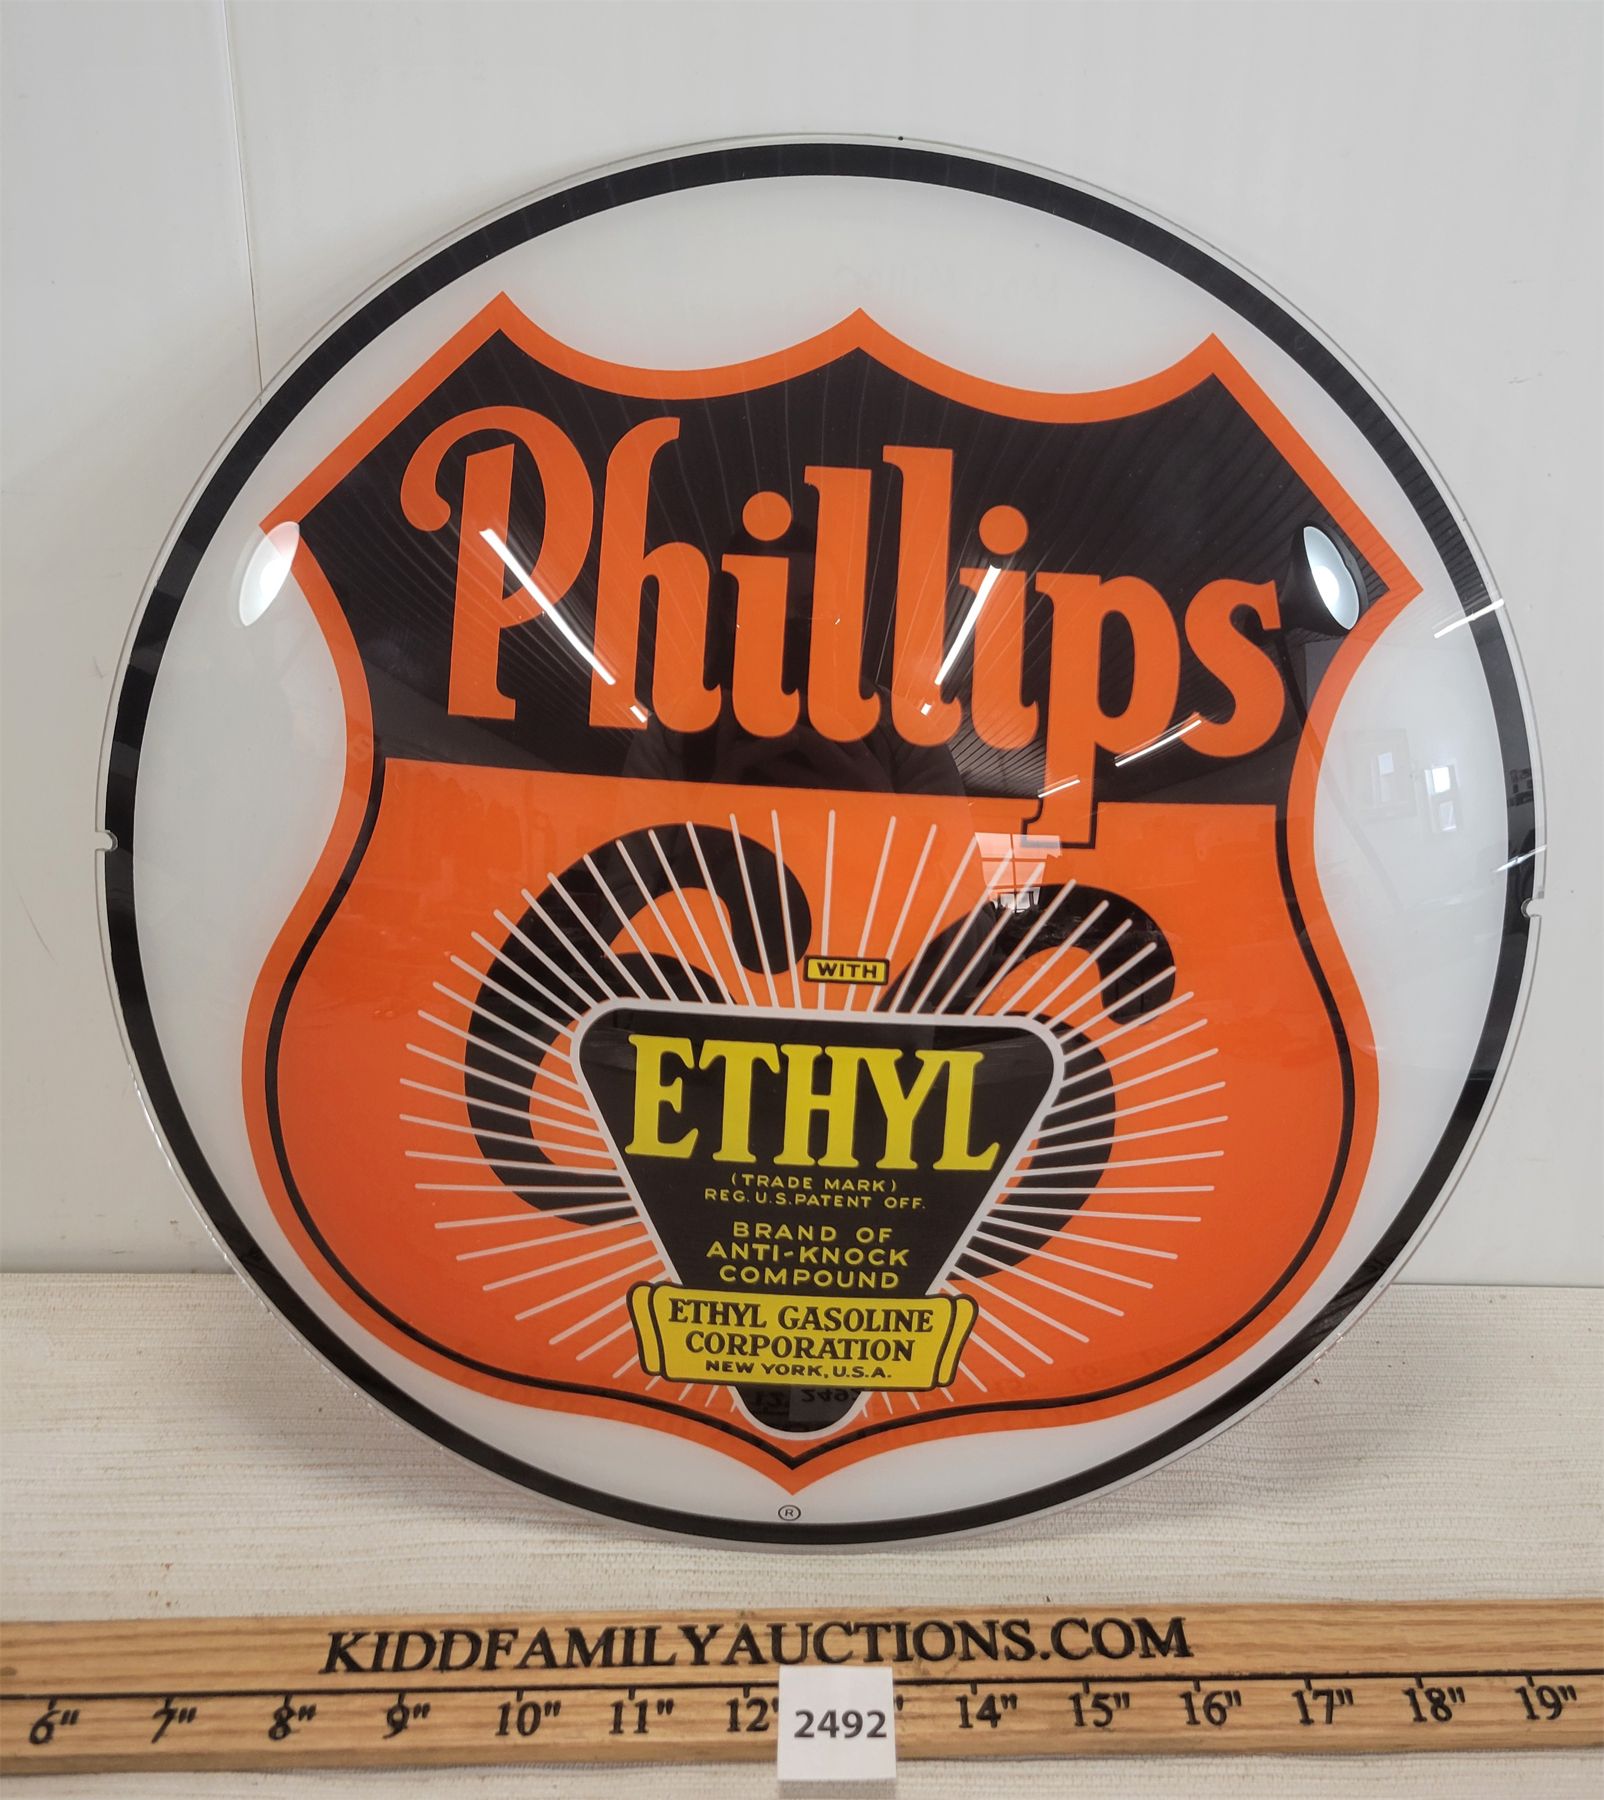 Phillips
66
WITH
ETHYL
(TRADE MARK)
REG. U.S. PATENT OFF.
BRAND OF
ANTI-KNOCK
COMPOUND
ETHYL GASOLINE
CORPORATION
NEW YORK, U.S.A.
®
KIDDFAMILYAUCTIONS.COM
6" 7" 8" 9" 10" 11" 12" 14" 15" 16" 17" 18" 19"
2492